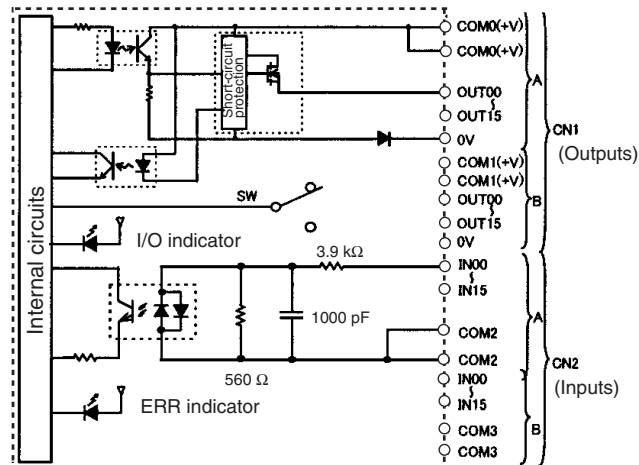 COM0(+V)
COM0(+V)
OUT00
OUT15
0V
COM1(+V)
COM1(+V)
OUT00
OUT15
0V
A
B
CN1
(Outputs)
Short-circuit
protection
SW
I/O indicator
Internal circuits
3.9 kΩ
1000 pF
560 Ω
ERR indicator
IN00
IN15
COM2
COM2
IN00
IN15
COM3
COM3
A
B
CN2
(Inputs)